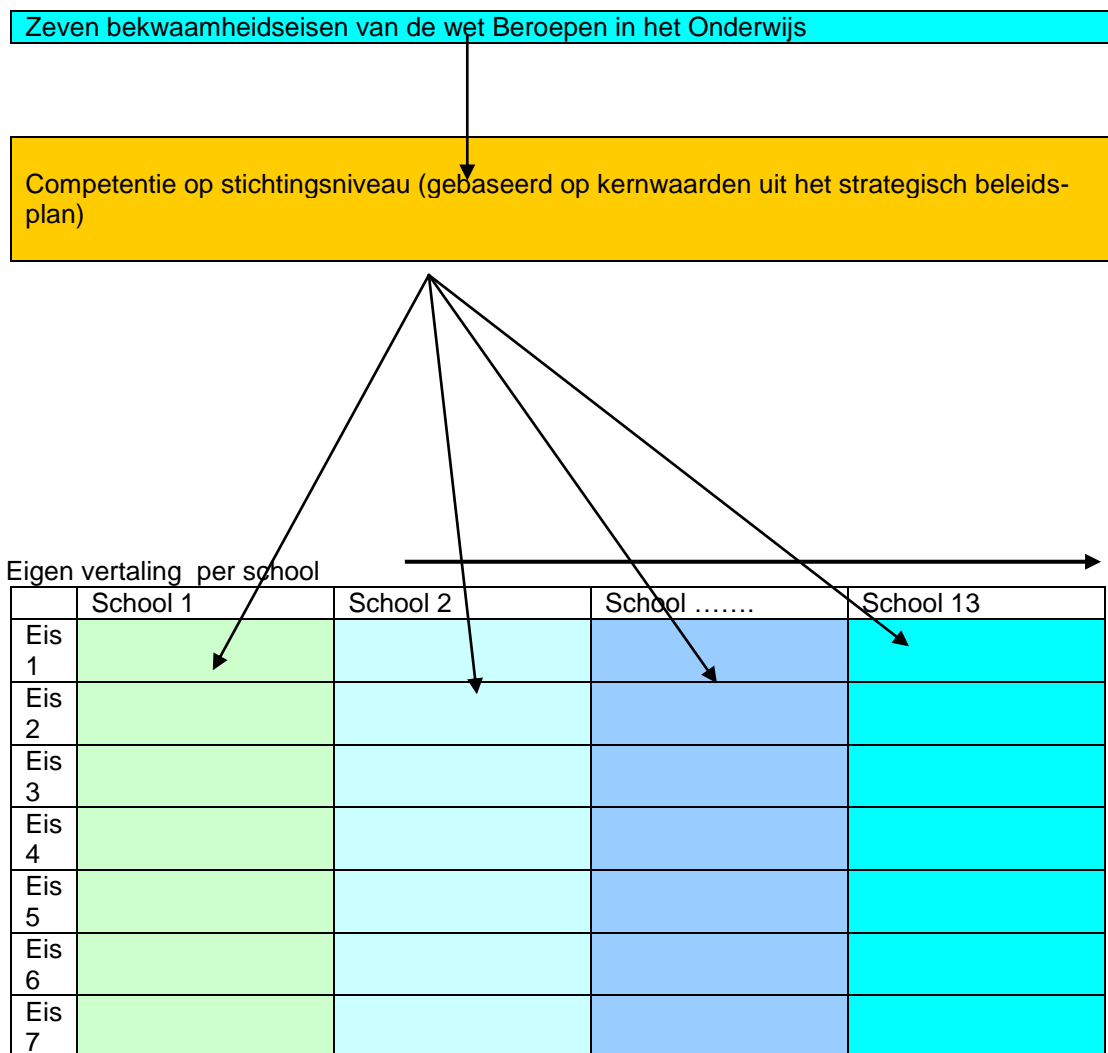 Zeven bekwaamheidseisen van de wet Beroepen in het Onderwijs
Competentie op stichtingsniveau (gebaseerd op kernwaarden uit het strategisch beleids-
plan)
Eigen vertaling per school
School 1 School 2 School ……. School 13
Eis
1
Eis
2
Eis
3
Eis
4
Eis
5
Eis
6
Eis
7